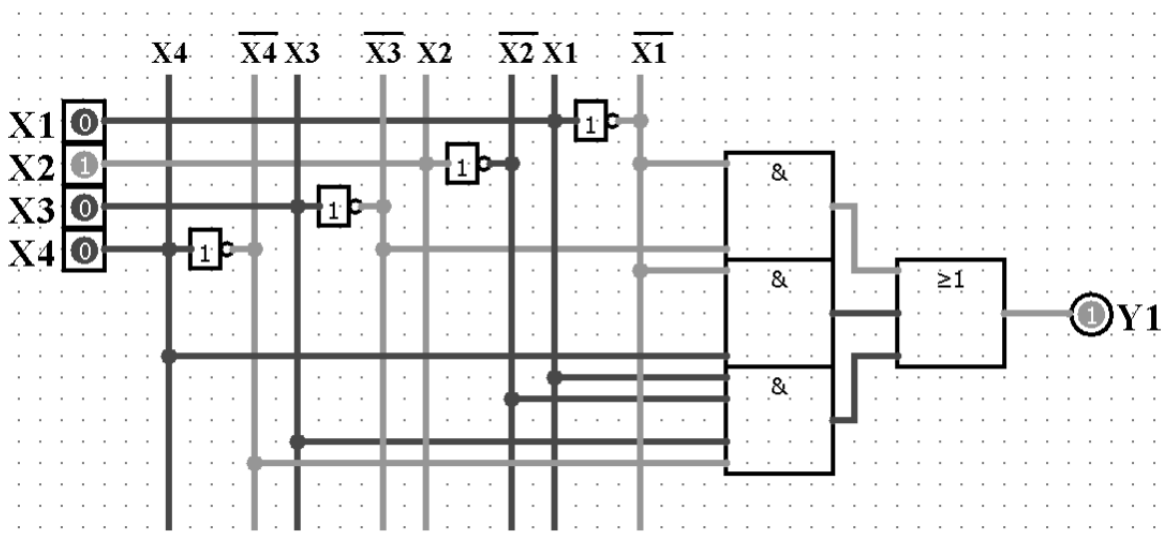 X4 X̅4̅ X3 X̅3̅ X2 X̅2̅ X1 X̅1̅
X1 0 1
X2 1 1
X3 0 1
X4 0 1
&
&
≥1
1 Y1
&